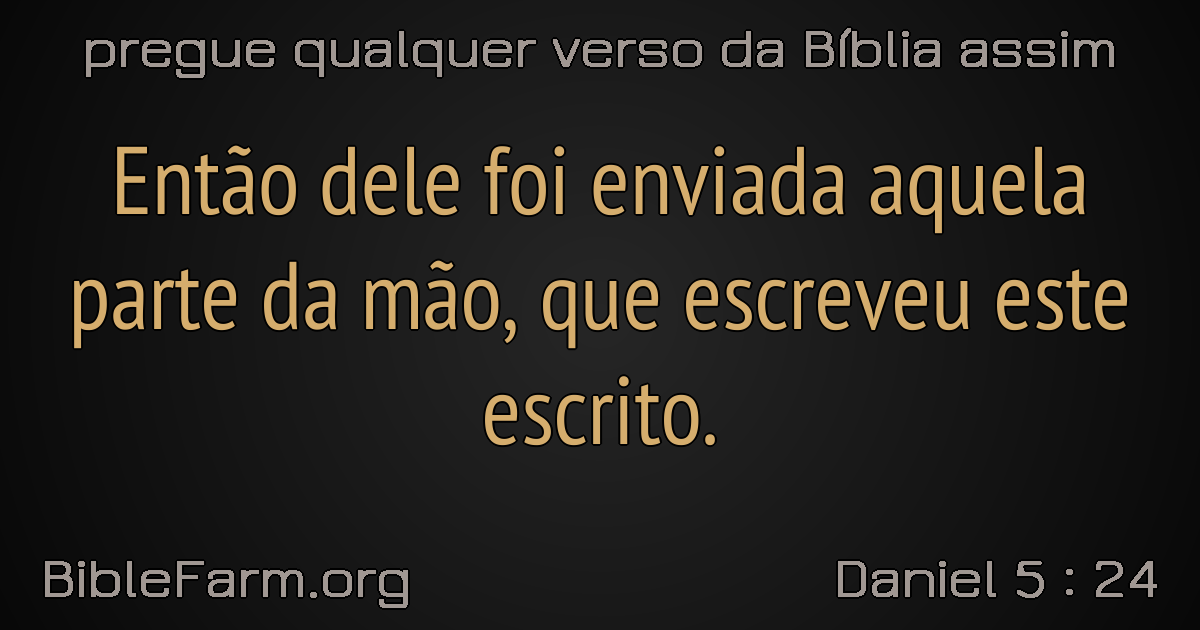 pregue qualquer verso da Bíblia assim
Então dele foi enviada aquela
parte da mão, que escreveu este
escrito.
BibleFarm.org
Daniel 5 : 24